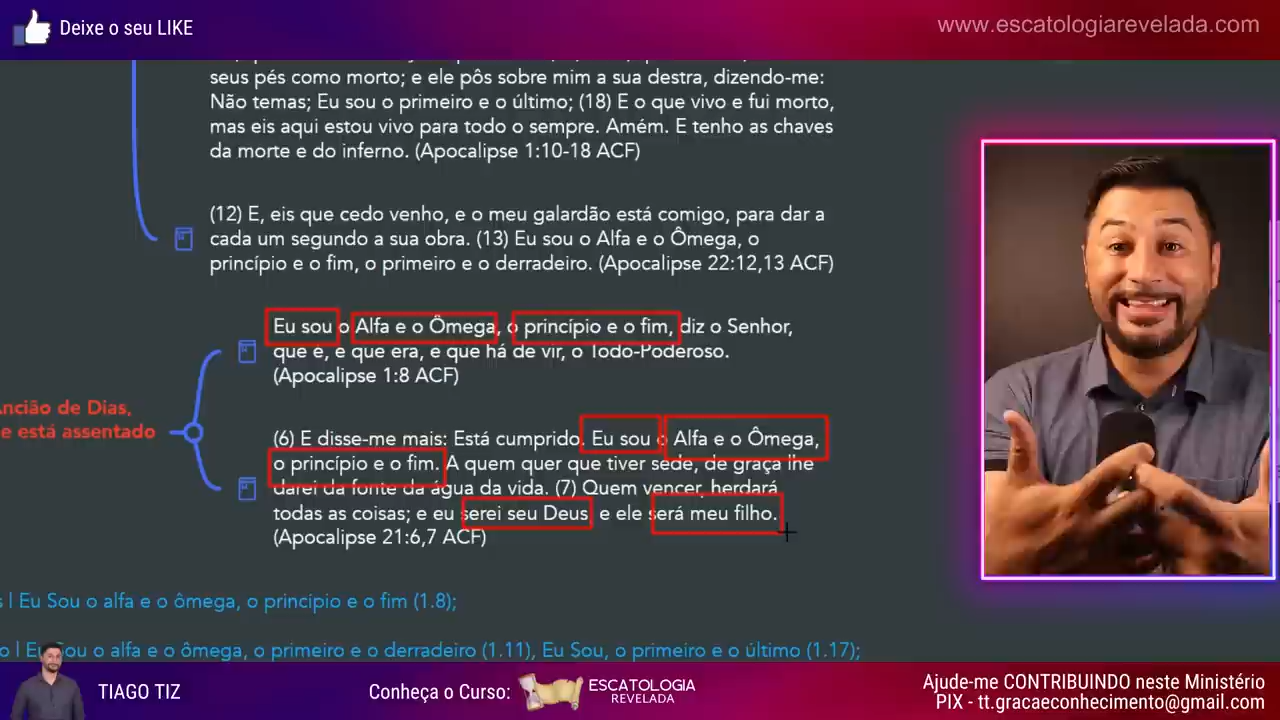 Deixe o seu LIKE
www.escatologiarevelada.com
seus pés como morto; e ele pôs sobre mim a sua destra, dizendo-me:
Não temas; Eu sou o primeiro e o último; (18) E o que vivo e fui morto,
mas eis aqui estou vivo para todo o sempre. Amém. E tenho as chaves
da morte e do inferno. (Apocalipse 1:10-18 ACF)
(12) E, eis que cedo venho, e o meu galardão está comigo, para dar a
cada um segundo a sua obra. (13) Eu sou o Alfa e o Ômega, o
princípio e o fim, o primeiro e o derradeiro. (Apocalipse 22:12,13 ACF)
Eu sou o Alfa e o Ômega, o princípio e o fim, diz o Senhor,
que é, e que era, e que há de vir, o Todo-Poderoso.
(Apocalipse 1:8 ACF)
Ancião de Dias,
e está assentado
(6) E disse-me mais: Está cumprido. Eu sou o Alfa e o Ômega,
o princípio e o fim. A quem quer que tiver sede, de graça lhe
darei da fonte da água da vida. (7) Quem vencer, herdará
todas as coisas; e eu serei seu Deus e ele será meu filho.
(Apocalipse 21:6,7 ACF)
s | Eu Sou o alfa e o ômega, o princípio e o fim (1.8);
o | Eu Sou o alfa e o ômega, o primeiro e o derradeiro (1.11), Eu Sou, o primeiro e o último (1.17);
TIAGO TIZ
Conheça o Curso:
ESCATOLOGIA
REVELADA
Ajude-me CONTRIBUINDO neste Ministério
PIX - tt.gracaeconhecimento@gmail.com